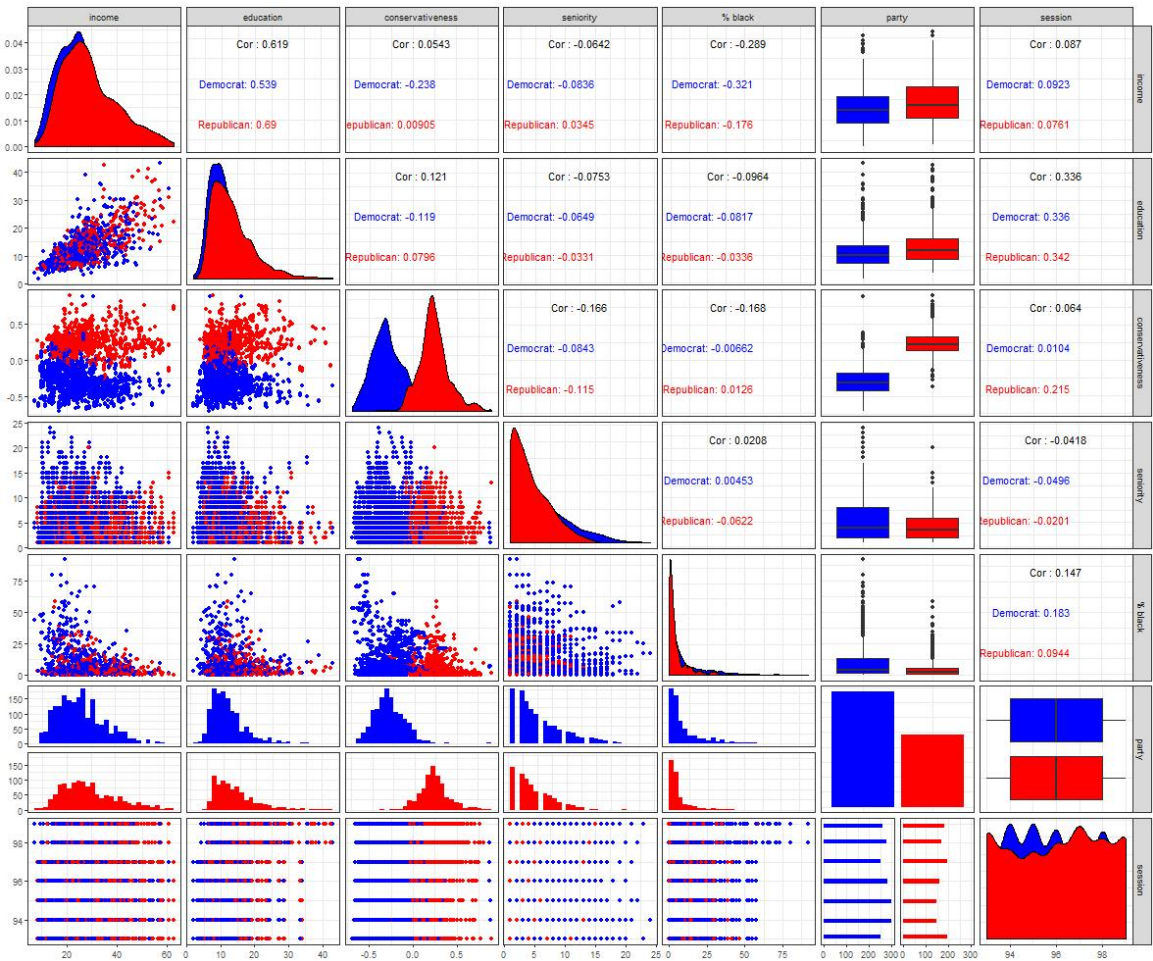 income education conservativeness seniority % black party session
Cor : 0.619 Cor : 0.0543 Cor : -0.0642 Cor : -0.289 Cor : 0.087
Democrat: 0.539 Democrat: -0.238 Democrat: -0.0836 Democrat: -0.321 Democrat: 0.0923
Republican: 0.69 epublican: 0.00905 Republican: 0.0345 Republican: -0.176 Republican: 0.0761
0.04
0.03
0.02
0.01
0.00
income
Cor : 0.121 Cor : -0.0753 Cor : -0.0964 Cor : 0.336
Democrat: -0.119 Democrat: -0.0649 Democrat: -0.0817 Democrat: 0.336
Republican: 0.0796 Republican: -0.0331 Republican: -0.0336 Republican: 0.342
40
30
20
10
0
education
Cor : -0.166 Cor : -0.168 Cor : 0.064
Democrat: -0.0843 Democrat: -0.00662 Democrat: 0.0104
Republican: -0.115 Republican: 0.0126 Republican: 0.215
0.5
0.0
-0.5
conservativeness
Cor : 0.0208 Cor : -0.0418
Democrat: 0.00453 Democrat: -0.0496
Republican: -0.0622 Republican: -0.0201
25
20
15
10
5
0
seniority
Cor : 0.147
Democrat: 0.183
Republican: 0.0944
75
50
25
0
% black
150
100
50
0
150
100
50
0
party
98
96
94
session
20 40 60 0 10 20 30 40 -0.5 0.0 0.5 0 5 10 15 20 25 0 25 50 75 0 100 200 300 0 100 200 300 94 96 98